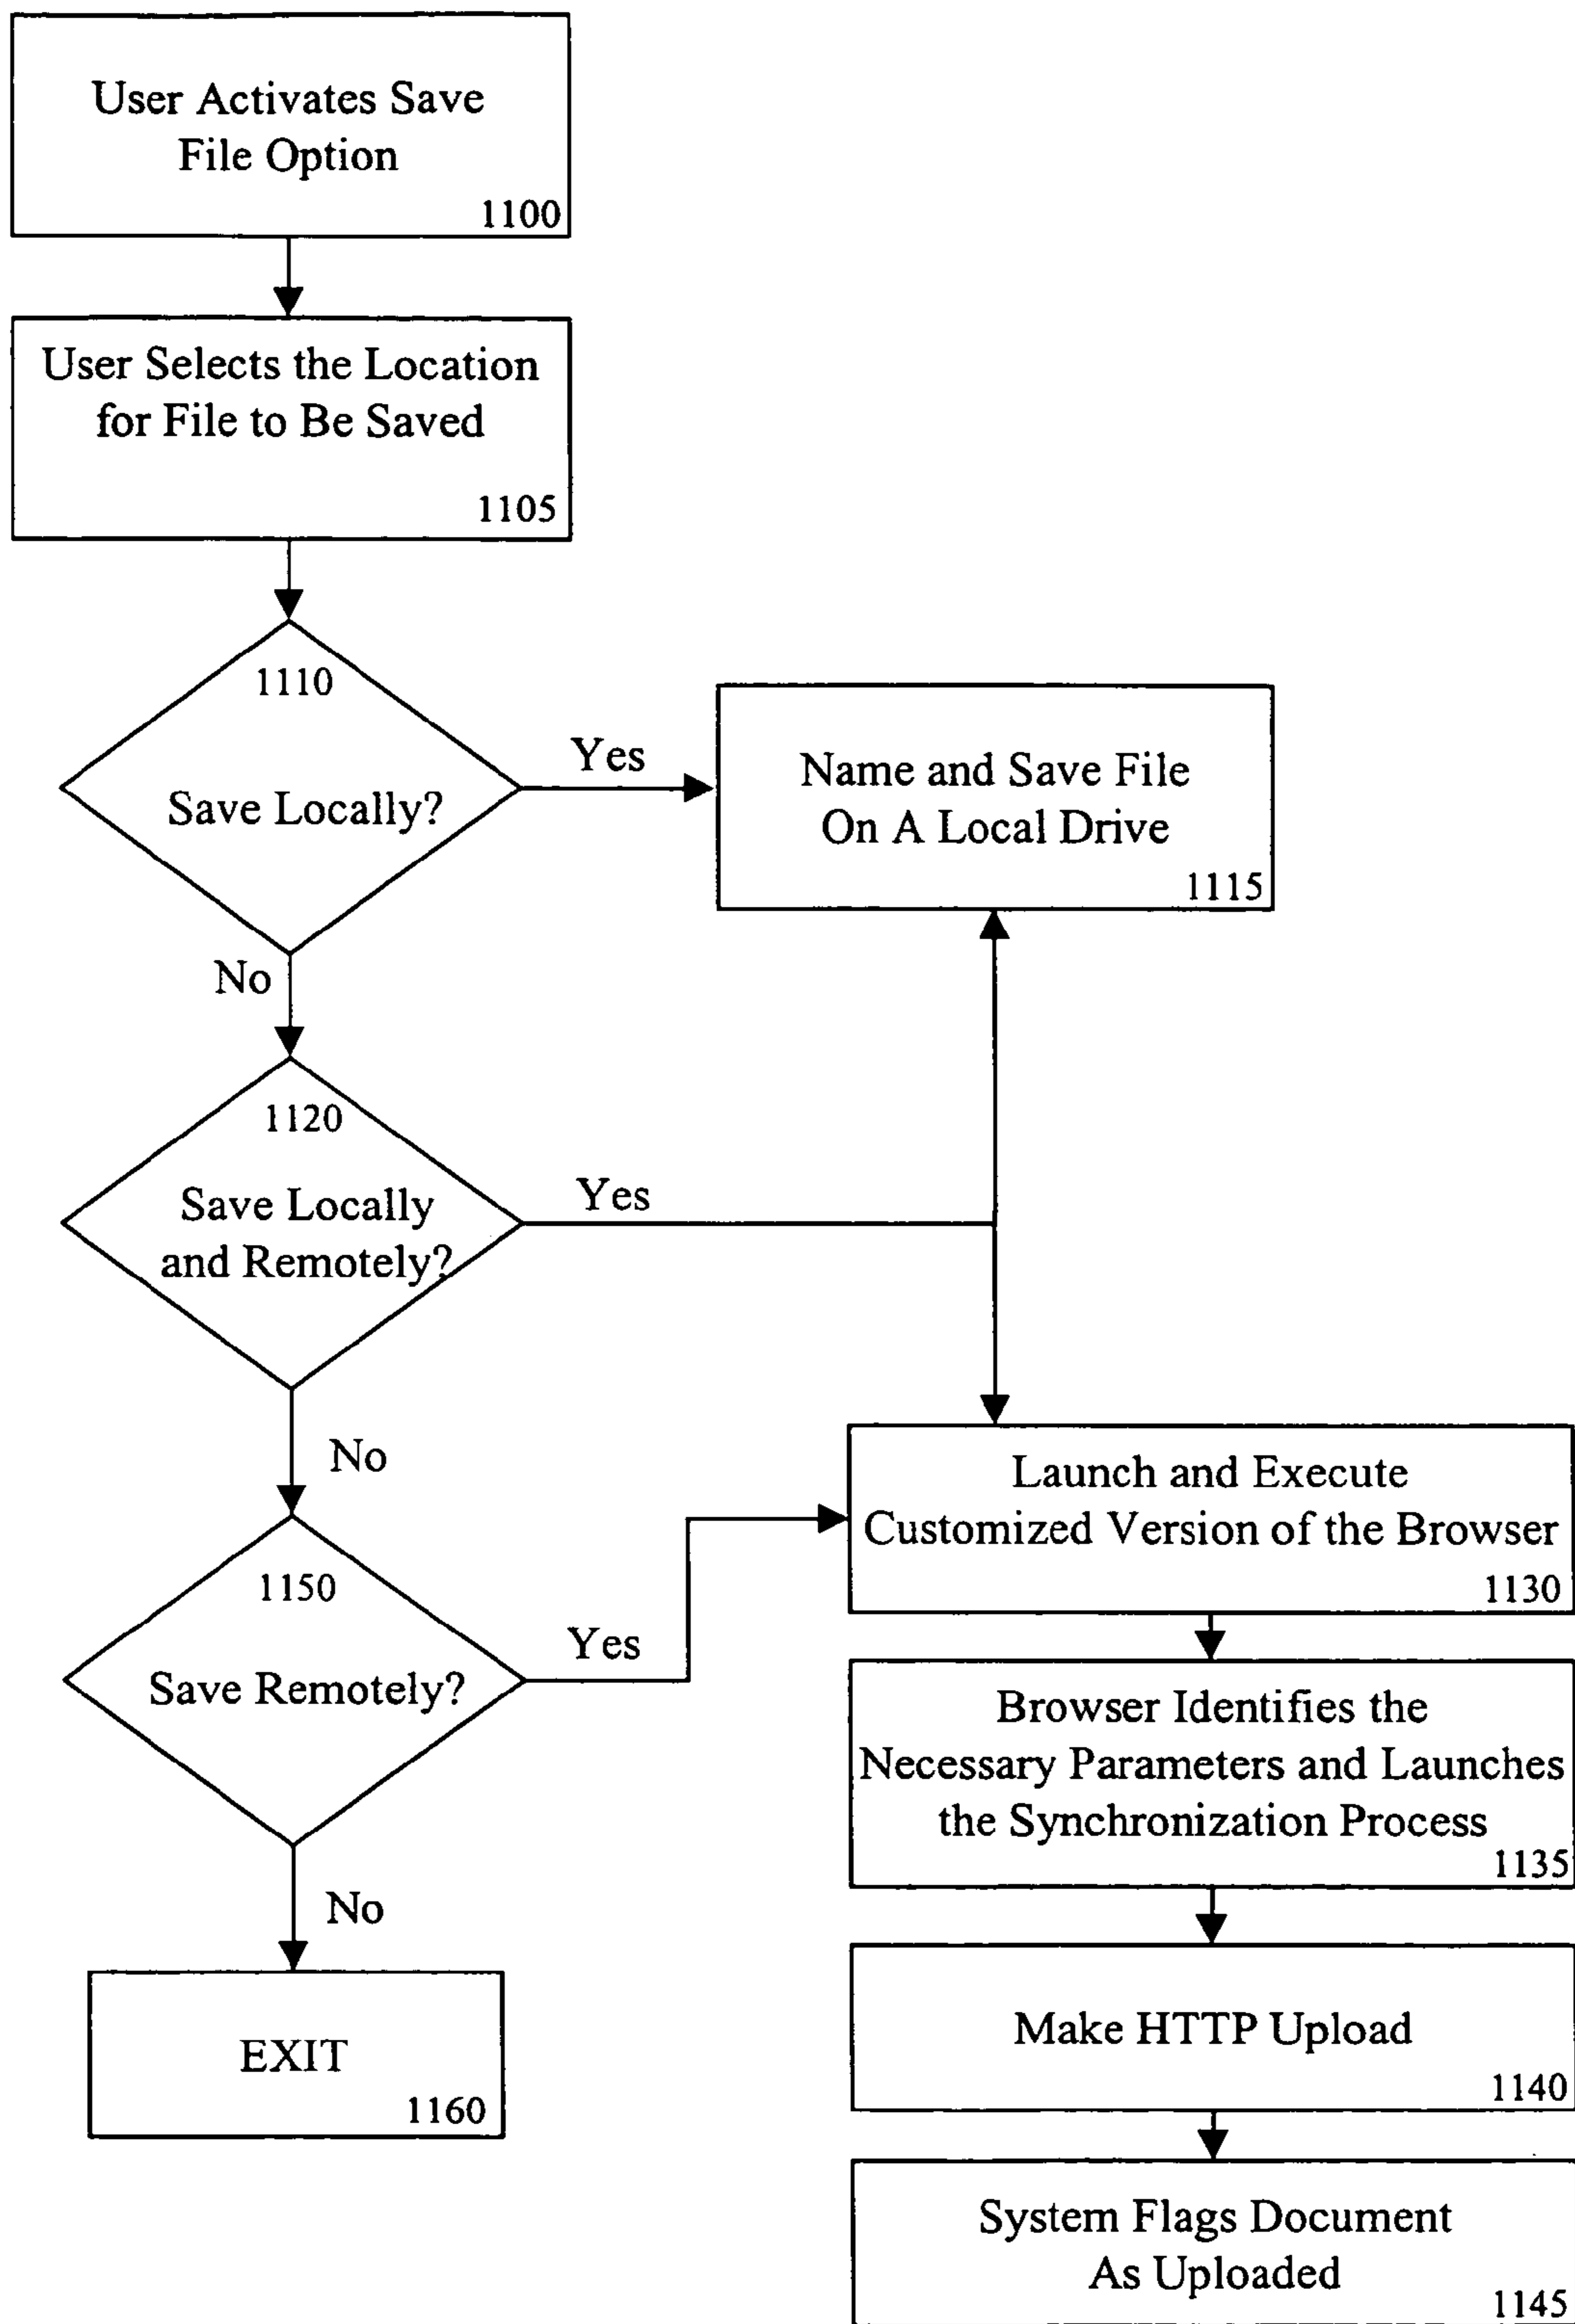 User Activates Save
File Option
1100
User Selects the Location
for File to Be Saved
1105
1110
Save Locally?
Yes
Name and Save File
On A Local Drive
1115
No
1120
Save Locally
and Remotely?
Yes
No
Launch and Execute
Customized Version of the Browser
1130
1150
Save Remotely?
Yes
Browser Identifies the
Necessary Parameters and Launches
the Synchronization Process
1135
No
EXIT
1160
Make HTTP Upload
1140
System Flags Document
As Uploaded
1145